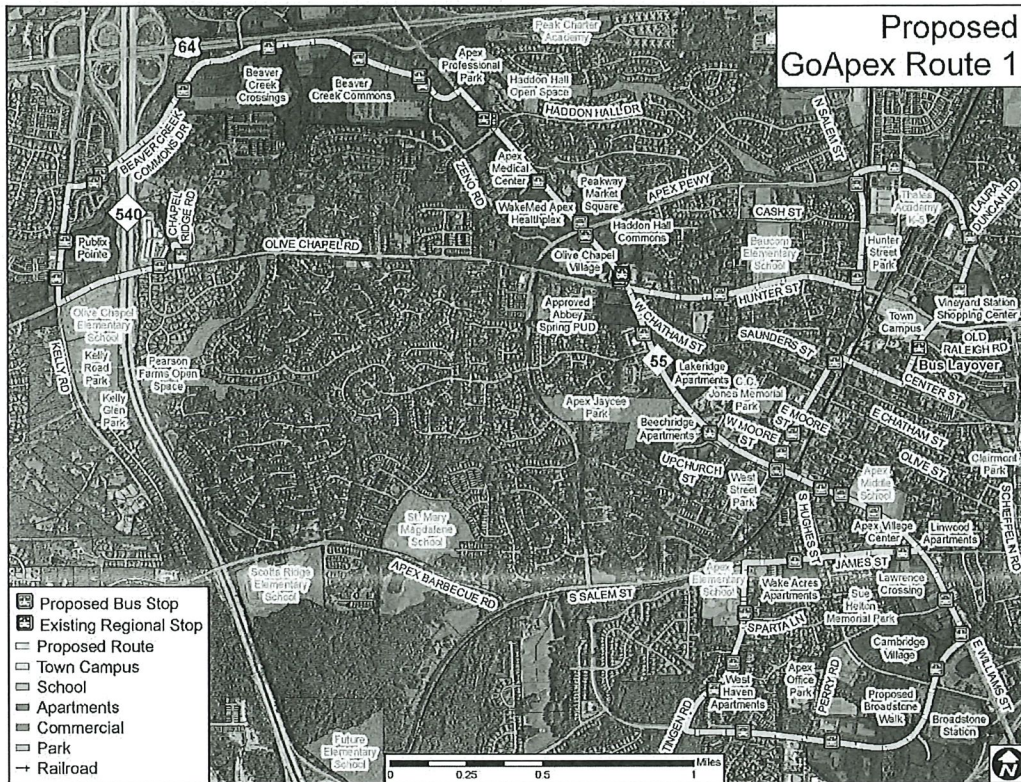 Proposed
GoApex Route 1
Peak Charter
Academy
64
Beaver
Creek
Crossings
Beaver
Creek Commons
Apex
Professional
Park
Haddon Hall
Open Space
HADDON HALL DR
N SALEM ST
BEAVER CREEK
COMMONS DR
ZENO RD
Apex
Medical
Center
WakeMed Apex
Healthplex
Peakway
Market
Square
APEX PEWY
CASH ST
Thales
Academy
K-5
LAURA
DUNCAN RD
540
CHAPEL
RIDGE RD
Publix
Pointe
OLIVE CHAPEL RD
Haddon Hall
Commons
Olive Chapel
Village
Baucom
Elementary
School
Hunter
Street
Park
HUNTER ST
Vineyard Station
Shopping Center
Town
Campus
OLD
RALEIGH RD
Bus Layover
Olive Chapel
Elementary
School
KELLY RD
Kelly
Road
Park
Kelly
Glen
Park
Pearson
Farms Open
Space
Approved
Abbey
Spring PUD
W CHATHAM ST
SAUNDERS ST
CENTER ST
55
Lakeridge
Apartments
C.C.
Jones Memorial
Park
Apex Jaycee
Park
Beechridge
Apartments
W MOORE
ST
E MOORE
ST
E CHATHAM ST
OLIVE ST
Clairmont
Park
SCHIEFFELIN RD
UPCHURCH
ST
West
Street
Park
Apex
Middle
School
S HUGHES ST
Apex Village
Center
Linwood
Apartments
St. Mary
Magdalene
School
JAMES ST
Scotts Ridge
Elementary
School
APEX BARBECUE RD
S SALEM ST
Apex
Elementary
School
Wake Acres
Apartments
Lawrence
Crossing
Sue
Helton
Memorial Park
SPARTA LN
Cambridge
Village
E WILLIAMS ST
PERRY RD
West
Haven
Apartments
Apex
Office
Park
TINGEN RD
Proposed
Broadstone
Walk
Broadstone
Station
Future
Elementary
School
Proposed Bus Stop
Existing Regional Stop
Proposed Route
Town Campus
School
Apartments
Commercial
Park
Railroad
Miles
0 0.25 0.5 1
N